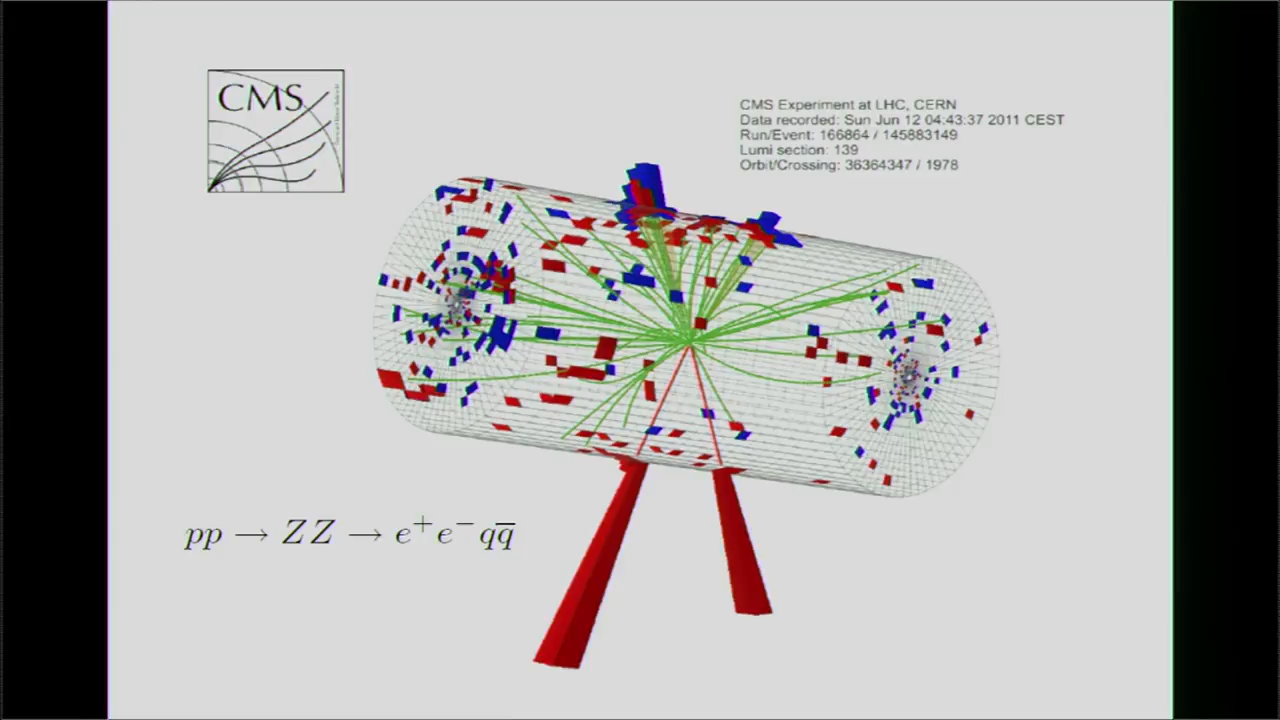 CMS
CMS Experiment at LHC, CERN
Data recorded: Sun Jun 12 04:43:37 2011 CEST
Run/Event: 166864 / 145883149
Lumi section: 139
Orbit/Crossing: 36364347 / 1978
pp → ZZ → e⁺e⁻qq̅